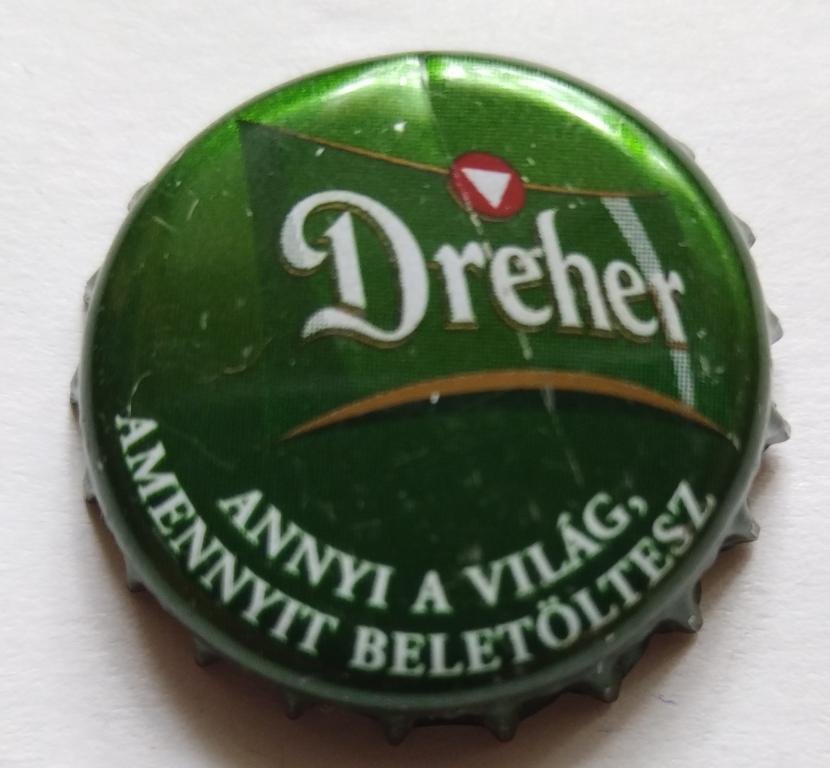 Dreher
ANNYI A VILÁG,
AMENNYIT BELETÖLTESZ